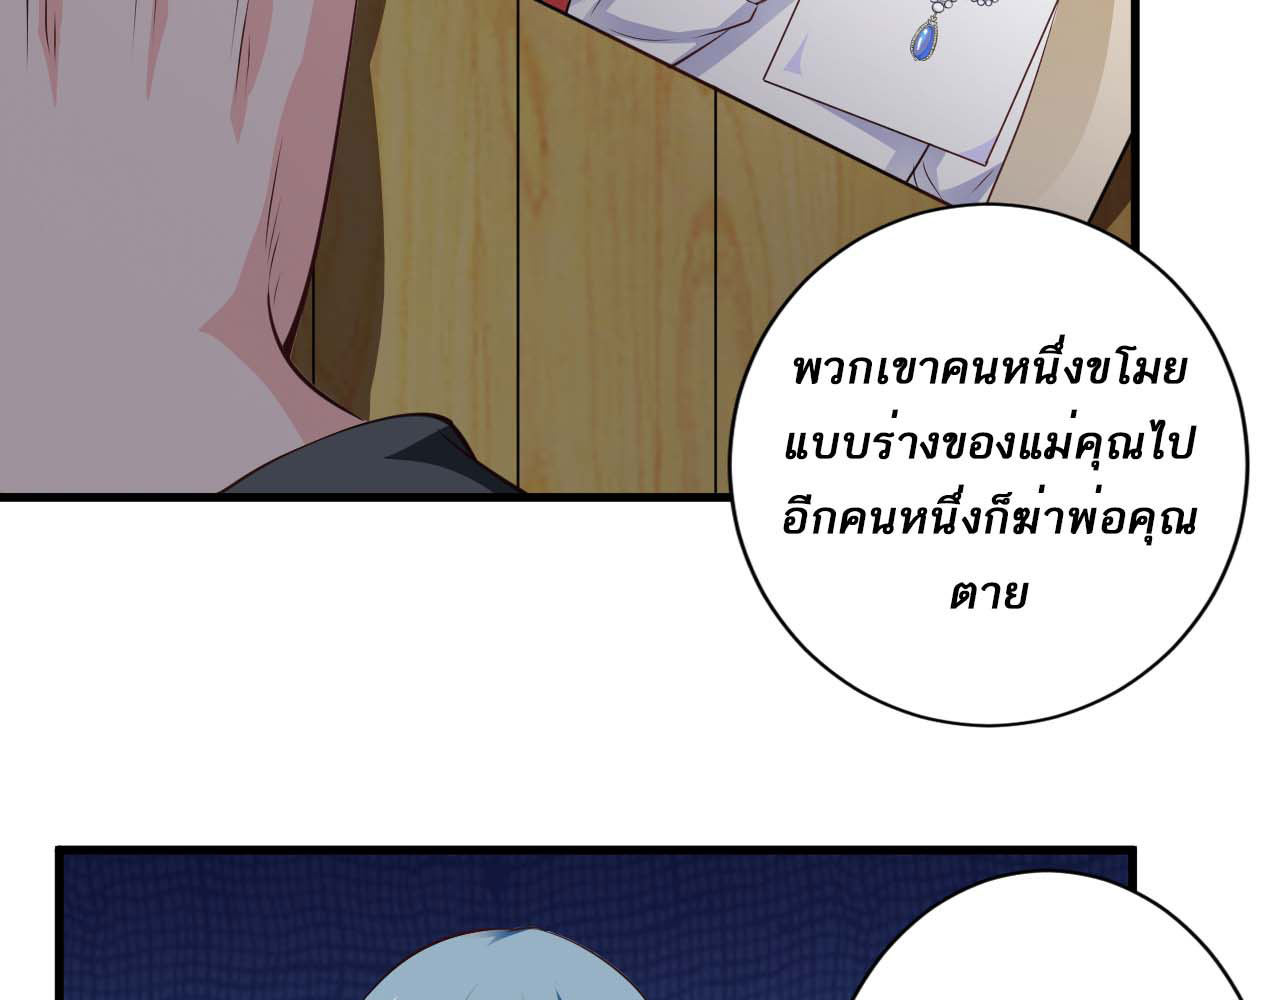 พวกเขาคนหนึ่งขโมย
แบบร่างของแม่คุณไป
อีกคนหนึ่งก็ฆ่าพ่อคุณ
ตาย